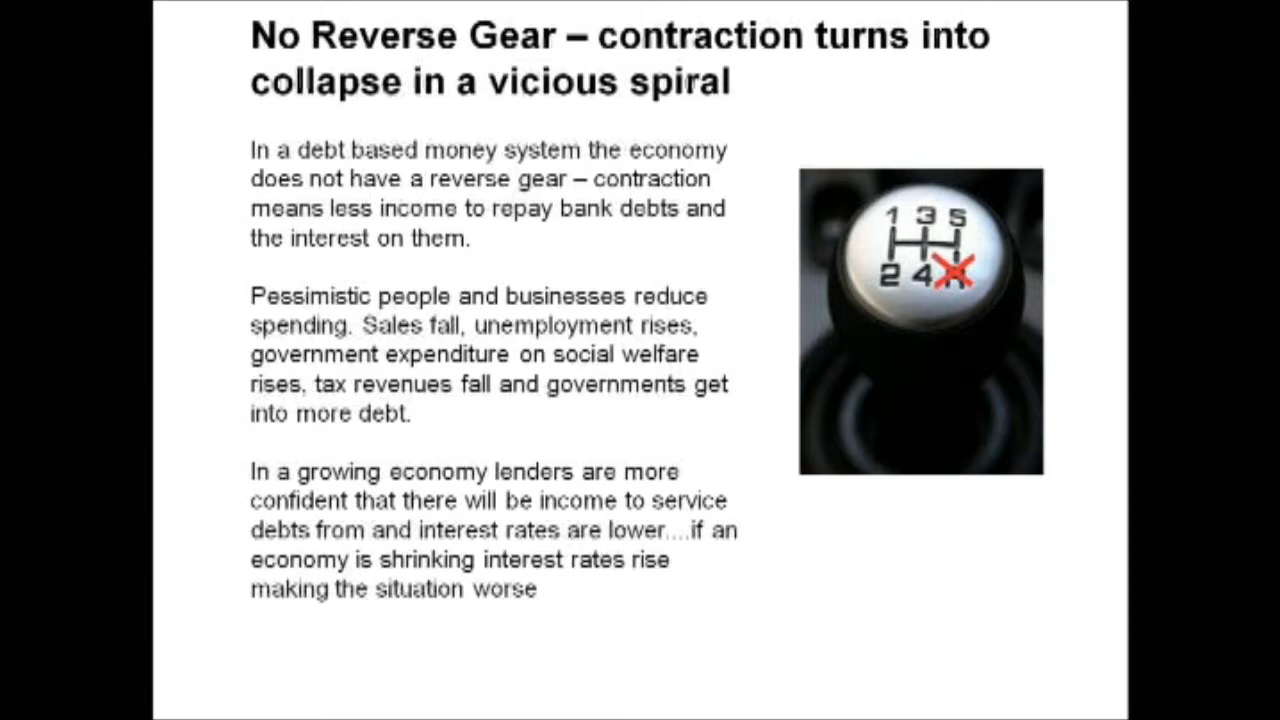 No Reverse Gear – contraction turns into
collapse in a vicious spiral
In a debt based money system the economy
does not have a reverse gear – contraction
means less income to repay bank debts and
the interest on them.
Pessimistic people and businesses reduce
spending. Sales fall, unemployment rises,
government expenditure on social welfare
rises, tax revenues fall and governments get
into more debt.
In a growing economy lenders are more
confident that there will be income to service
debts from and interest rates are lower....if an
economy is shrinking interest rates rise
making the situation worse
1 3 5
2 4 R